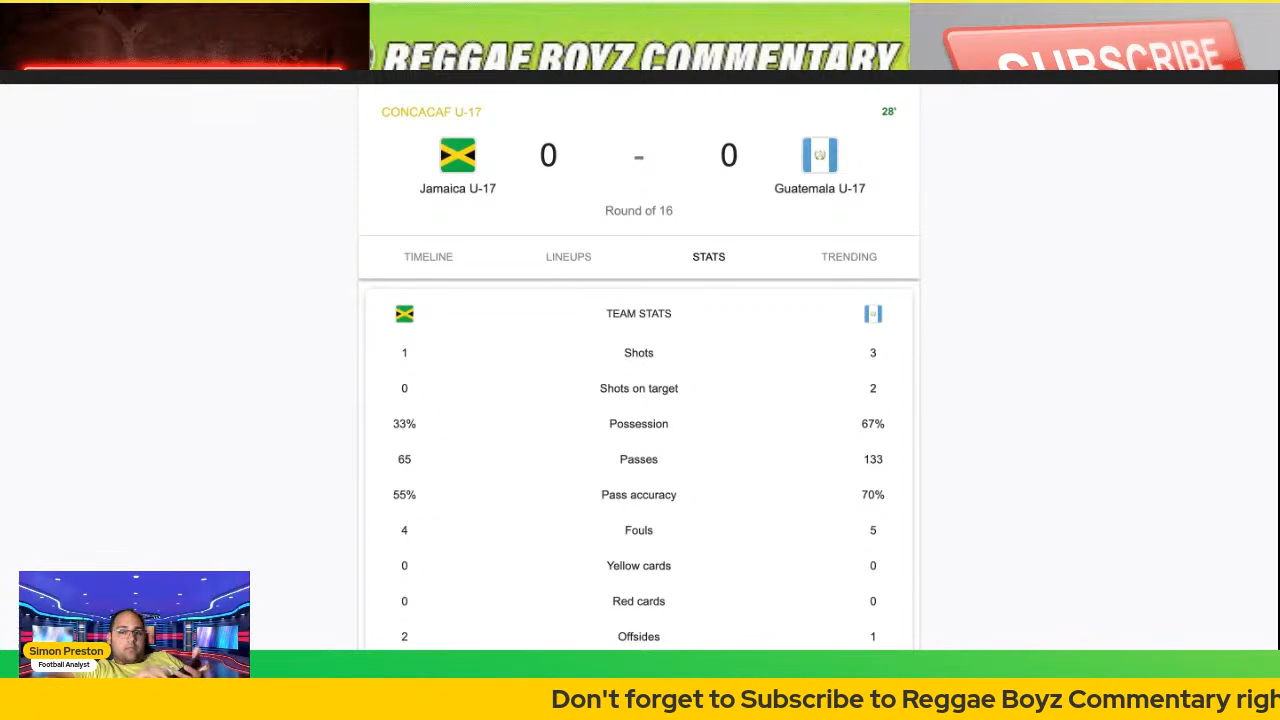 REGGAE BOYZ COMMENTARY
SUBSCRIBE
CONCACAF U-17
28'
0 - 0
Jamaica U-17 Guatemala U-17
Round of 16
TIMELINE LINEUPS STATS TRENDING
TEAM STATS
1 Shots 3
0 Shots on target 2
33% Possession 67%
65 Passes 133
55% Pass accuracy 70%
4 Fouls 5
0 Yellow cards 0
0 Red cards 0
2 Offsides 1
Simon Preston
Football Analyst
Don't forget to Subscribe to Reggae Boyz Commentary righ